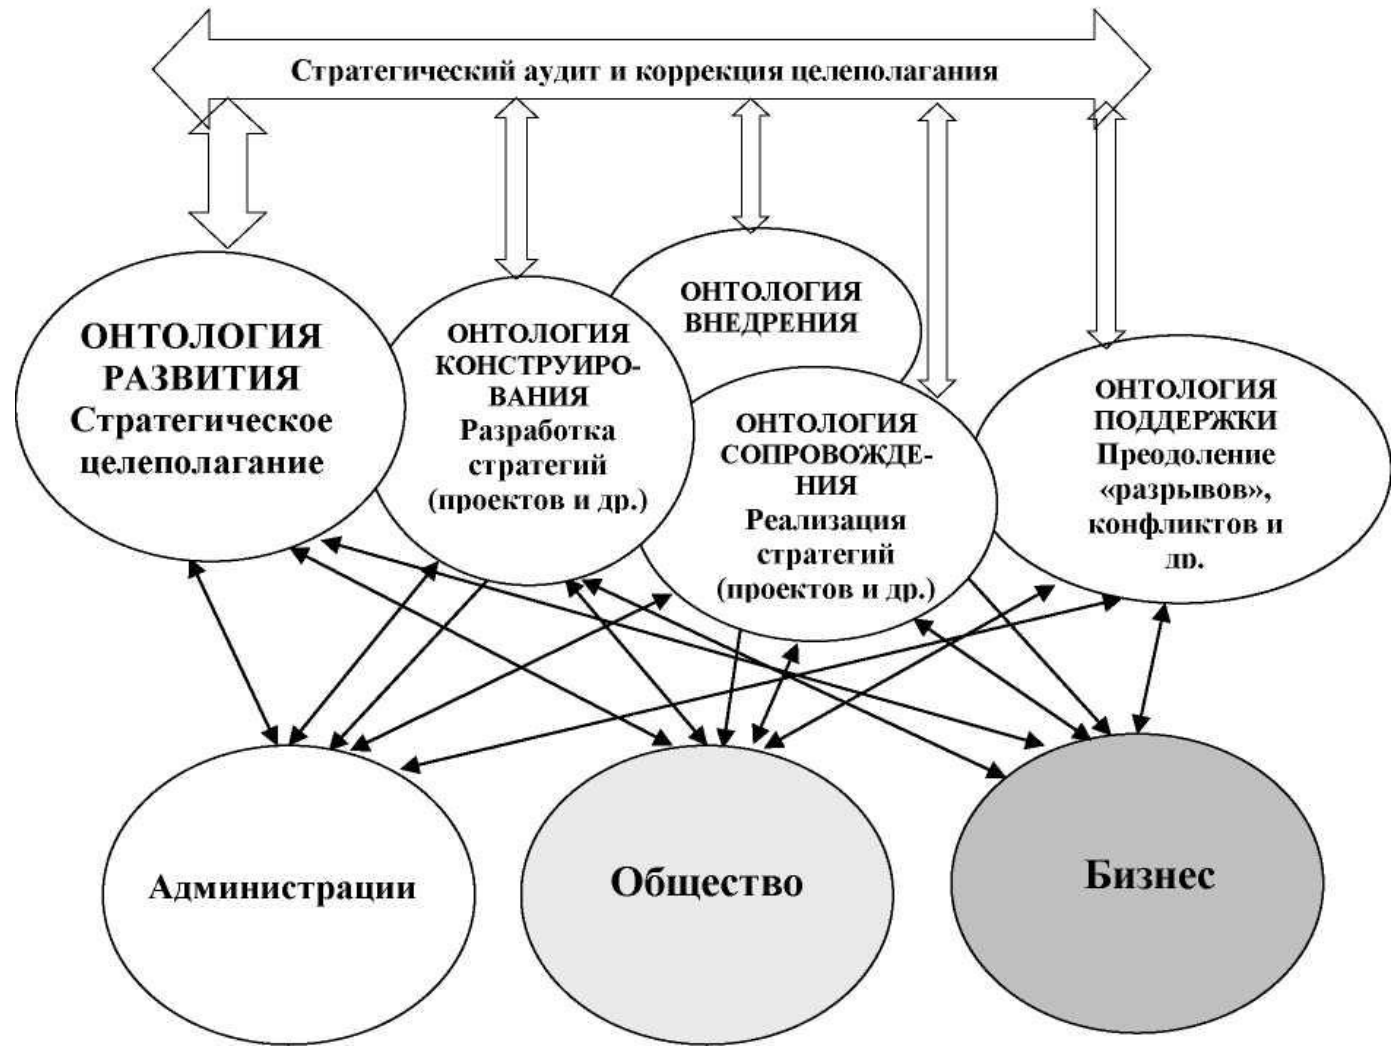 Стратегический аудит и коррекция целеполагания
ОНТОЛОГИЯ
РАЗВИТИЯ
Стратегическое
целеполагание
ОНТОЛОГИЯ
КОНСТРУИРО-
ВАНИЯ
Разработка
стратегий
(проектов и др.)
ОНТОЛОГИЯ
ВНЕДРЕНИЯ
ОНТОЛОГИЯ
СОПРОВОЖДЕ-
НИЯ
Реализация
стратегий
(проектов и др.)
ОНТОЛОГИЯ
ПОДДЕРЖКИ
Преодоление
«разрывов»,
конфликтов и
др.
Администрации
Общество
Бизнес